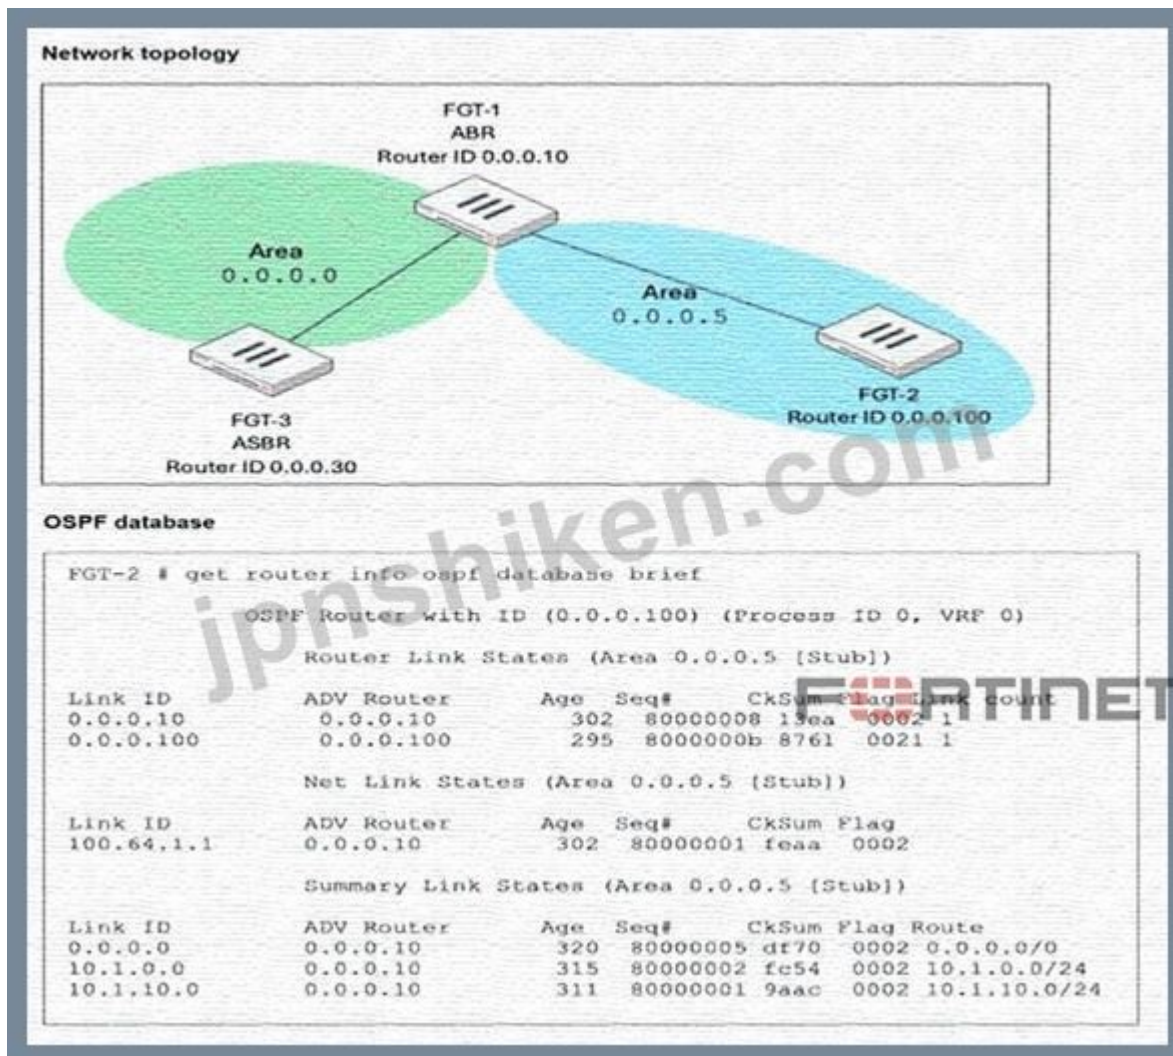 Network topology
FGT-1
ABR
Router ID 0.0.0.10
Area
0.0.0.0
Area
0.0.0.5
FGT-2
Router ID 0.0.0.100
FGT-3
ASBR
Router ID 0.0.0.30
jpnshiken.com
OSPF database
FGT-2 # get router info ospf database brief
OSPF Router with ID (0.0.0.100) (Process ID 0, VRF 0)
Router Link States (Area 0.0.0.5 [Stub])
FORTINET
Link ID ADV Router Age Seq# CkSum Flag Link count
0.0.0.10 0.0.0.10 302 80000008 13ea 0002 1
0.0.0.100 0.0.0.100 295 8000000b 8761 0021 1
Net Link States (Area 0.0.0.5 [Stub])
Link ID ADV Router Age Seq# CkSum Flag
100.64.1.1 0.0.0.10 302 80000001 feaa 0002
Summary Link States (Area 0.0.0.5 [Stub])
Link ID ADV Router Age Seq# CkSum Flag Route
0.0.0.0 0.0.0.10 320 80000005 df70 0002 0.0.0.0/0
10.1.0.0 0.0.0.10 315 80000002 fc54 0002 10.1.0.0/24
10.1.10.0 0.0.0.10 311 80000001 9aac 0002 10.1.10.0/24